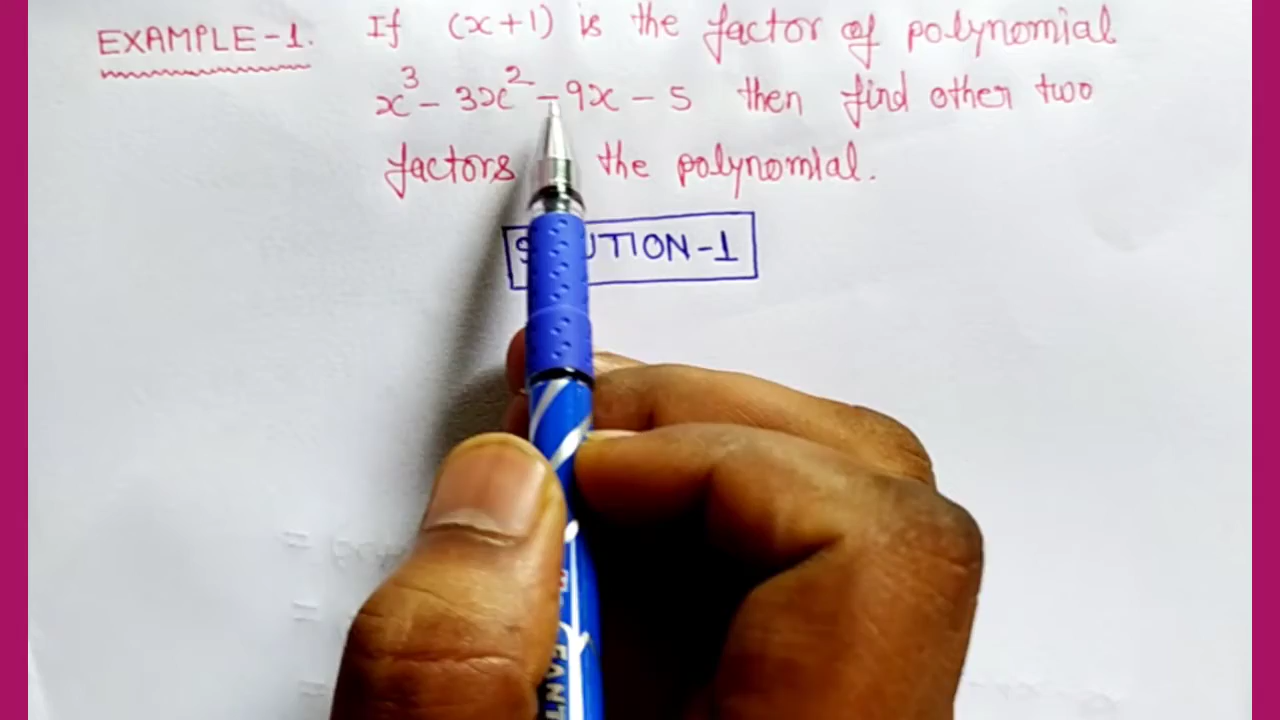 EXAMPLE-1. If (x+1) is the factor of polynomial
x³ - 3x² - 9x - 5 then find other two
factors the polynomial.
SOLUTION-1